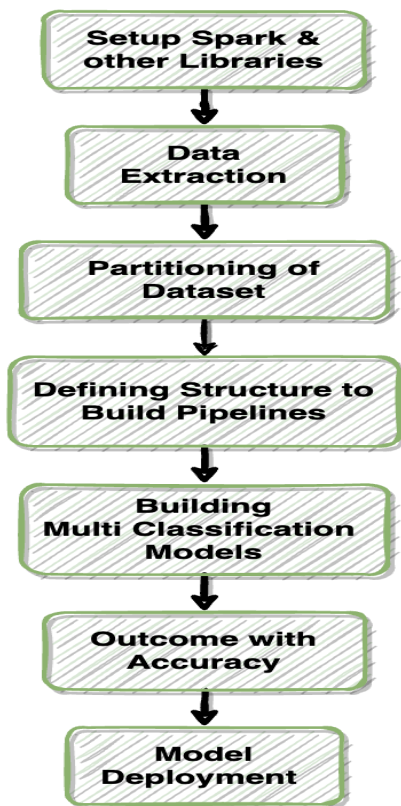 Setup Spark &
other Libraries
Data
Extraction
Partitioning of
Dataset
Defining Structure to
Build Pipelines
Building
Multi Classification
Models
Outcome with
Accuracy
Model
Deployment